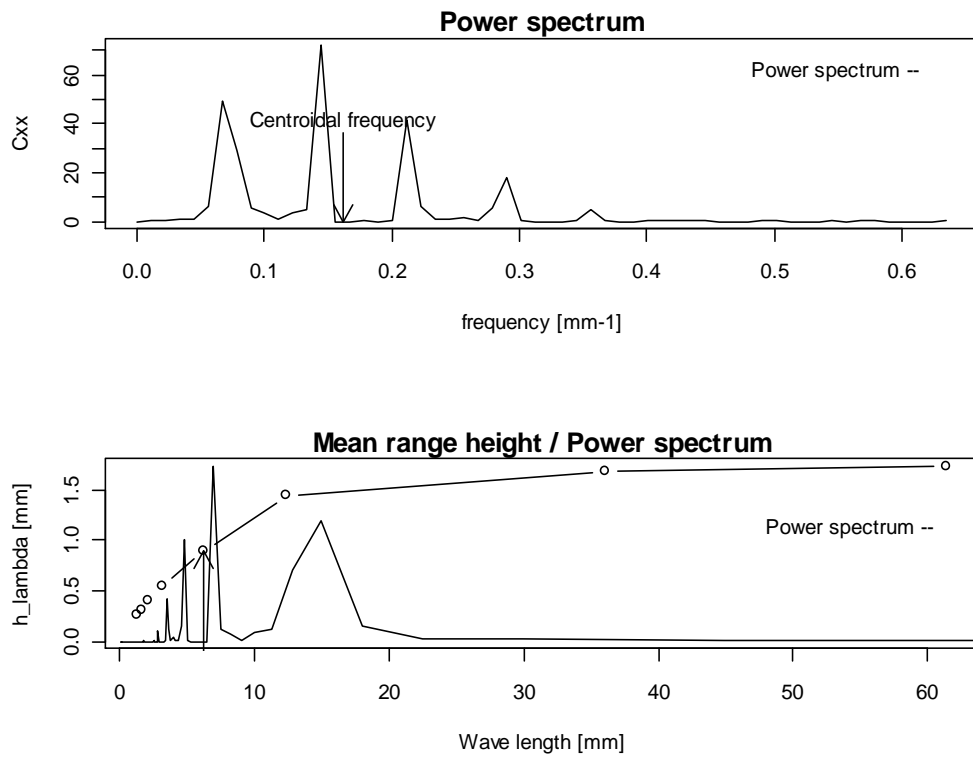 Power spectrum
Cxx
60
40
20
0
Power spectrum --
Centroidal frequency
0.0 0.1 0.2 0.3 0.4 0.5 0.6
frequency [mm-1]
Mean range height / Power spectrum
h_lambda [mm]
1.5
1.0
0.5
0.0
Power spectrum --
0 10 20 30 40 50 60
Wave length [mm]